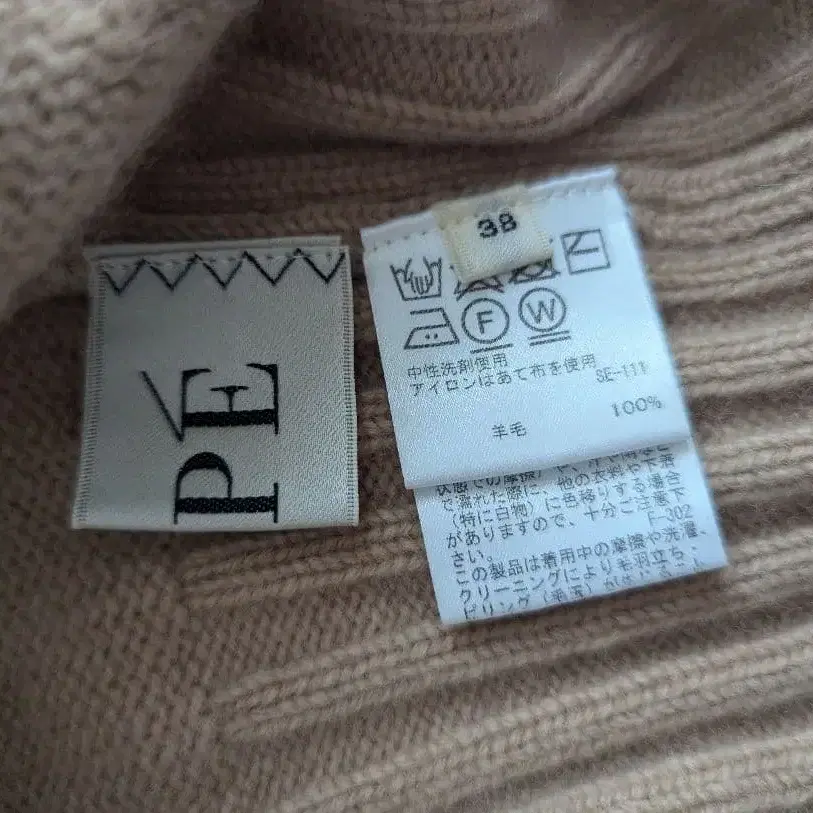 PÉ
38
F
W
中性洗剤使用
アイロンはあて布を使用
SE-111
羊毛 100%
で濡れた際に、他の衣料や下着
(特に白物)に色移りする場合
がありますので、十分ご注意下
さい。
F-302
この製品は着用中の摩擦や洗濯、
クリーニングにより毛羽立ち・